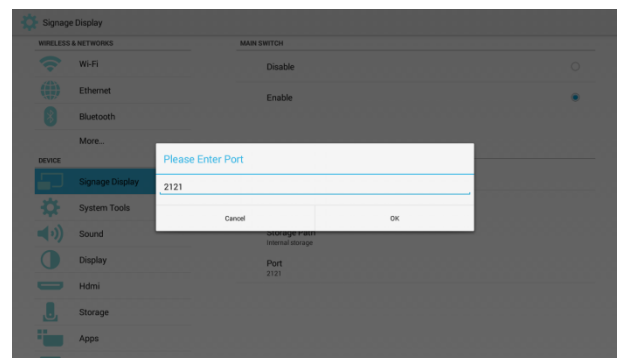 Signage Display
WIRELESS & NETWORKS
Wi-Fi
Ethernet
Bluetooth
More...
DEVICE
Signage Display
System Tools
Sound
Display
Hdmi
Storage
Apps
MAIN SWITCH
Disable
Enable
Please Enter Port
2121
Cancel
OK
Storage Path
Internal storage
Port
2121